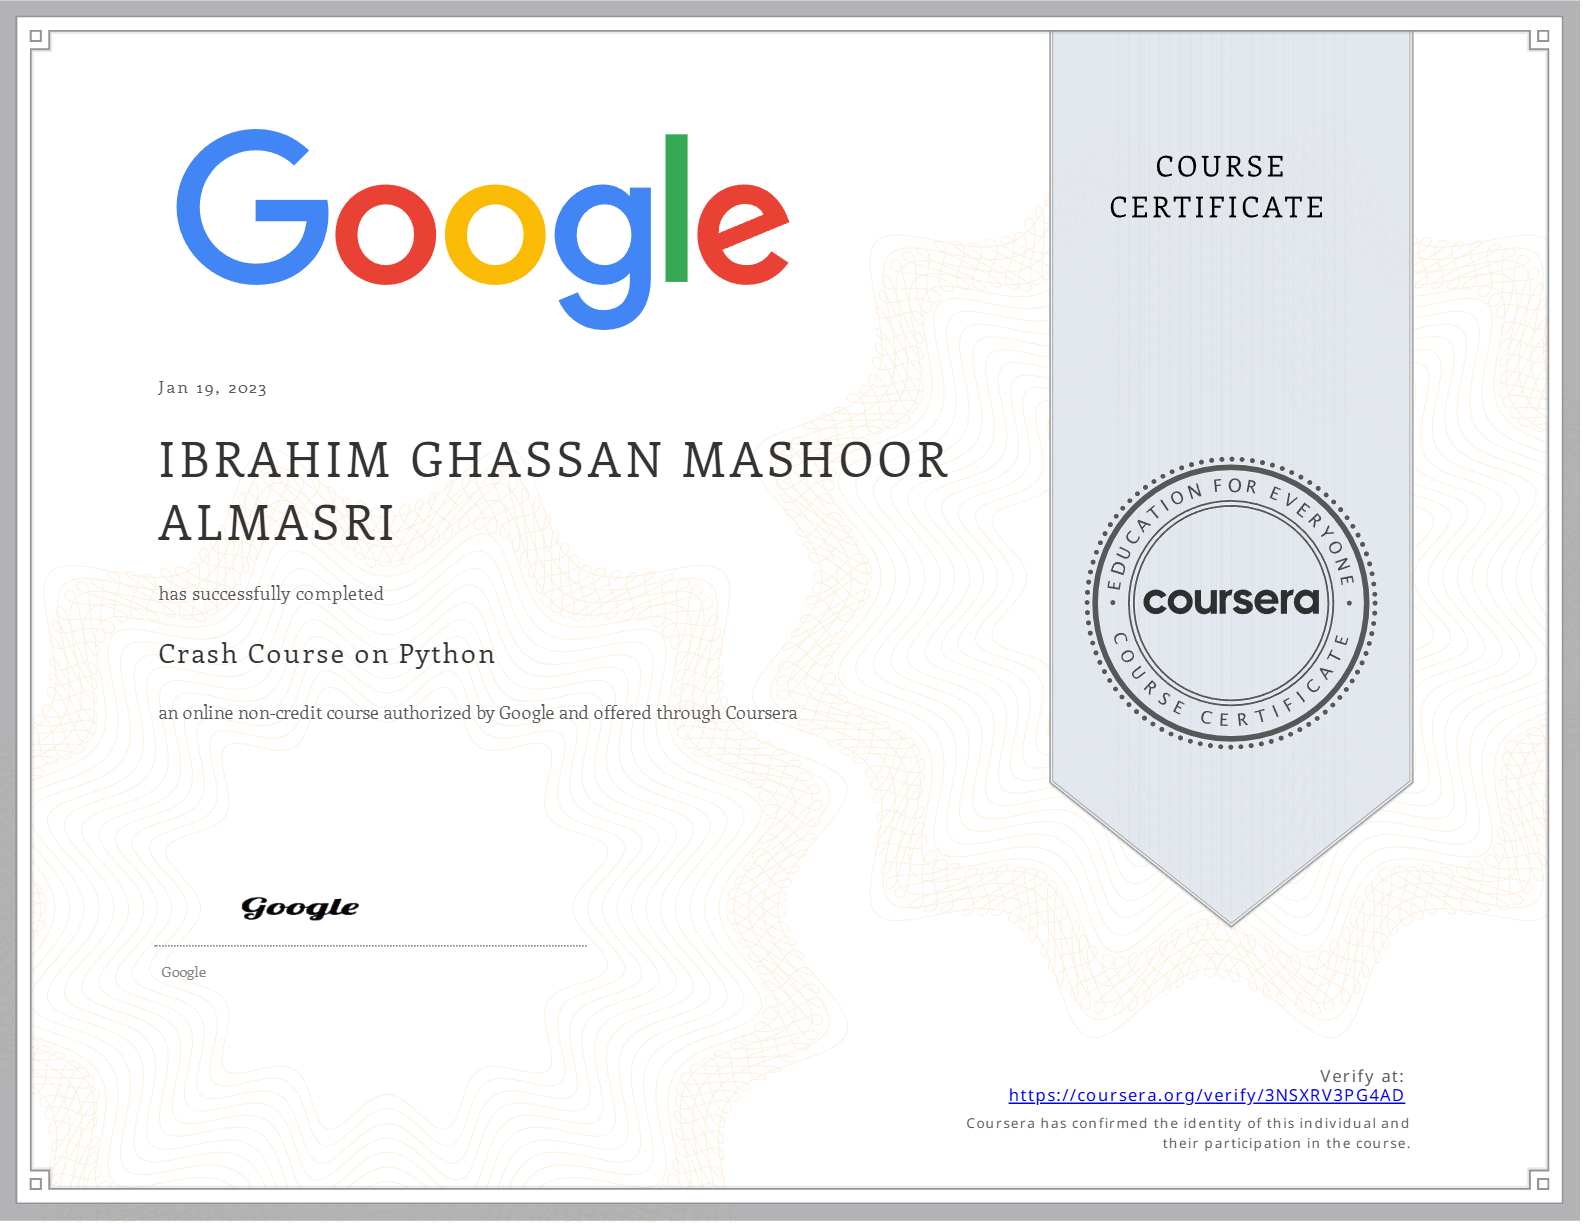 Google
COURSE
CERTIFICATE
Jan 19, 2023
IBRAHIM GHASSAN MASHOOR
ALMASRI
has successfully completed
Crash Course on Python
an online non-credit course authorized by Google and offered through Coursera
EDUCATION FOR EVERYONE
coursera
COURSE CERTIFICATE
Google
Google
Verify at:
https://coursera.org/verify/3NSXRV3PG4AD
Coursera has confirmed the identity of this individual and
their participation in the course.